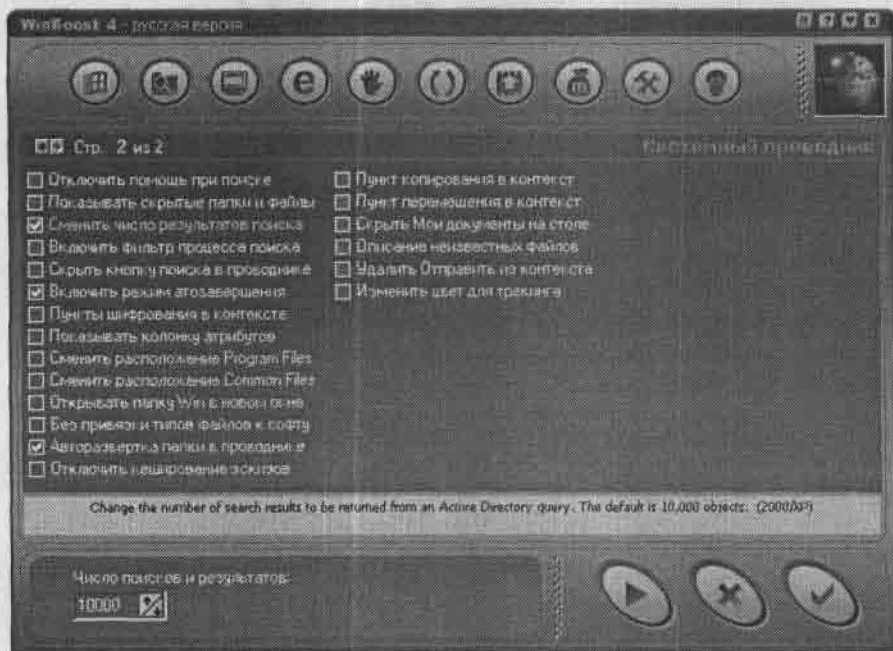 WinBoost 4 - русская версия
Стр. 2 из 2
Системный проводник
Отключить помощь при поиске
Показывать скрытые папки и файлы
Сменить число результатов поиска
Включить фильтр процесса поиска
Скрыть кнопку поиска в проводнике
Включить режим атозавершения
Пункты шифрования в контексте
Показывать колонку атрибутов
Сменить расположение Program Files
Сменить расположение Common Files
Открывать папку Win в новом окне
Без привязки типов файлов к софту
Авторазвертка папки в проводнике
Отключить кеширование эскизов
Пункт копирования в контекст
Пункт перемещения в контекст
Скрыть Мои документы на столе
Описание неизвестных файлов
Удалить Отправить из контекста
Изменить цвет для трекинга
Change the number of search results to be returned from an Active Directory query. The default is 10,000 objects. (2000/XP)
Число поисков и результатов:
10000